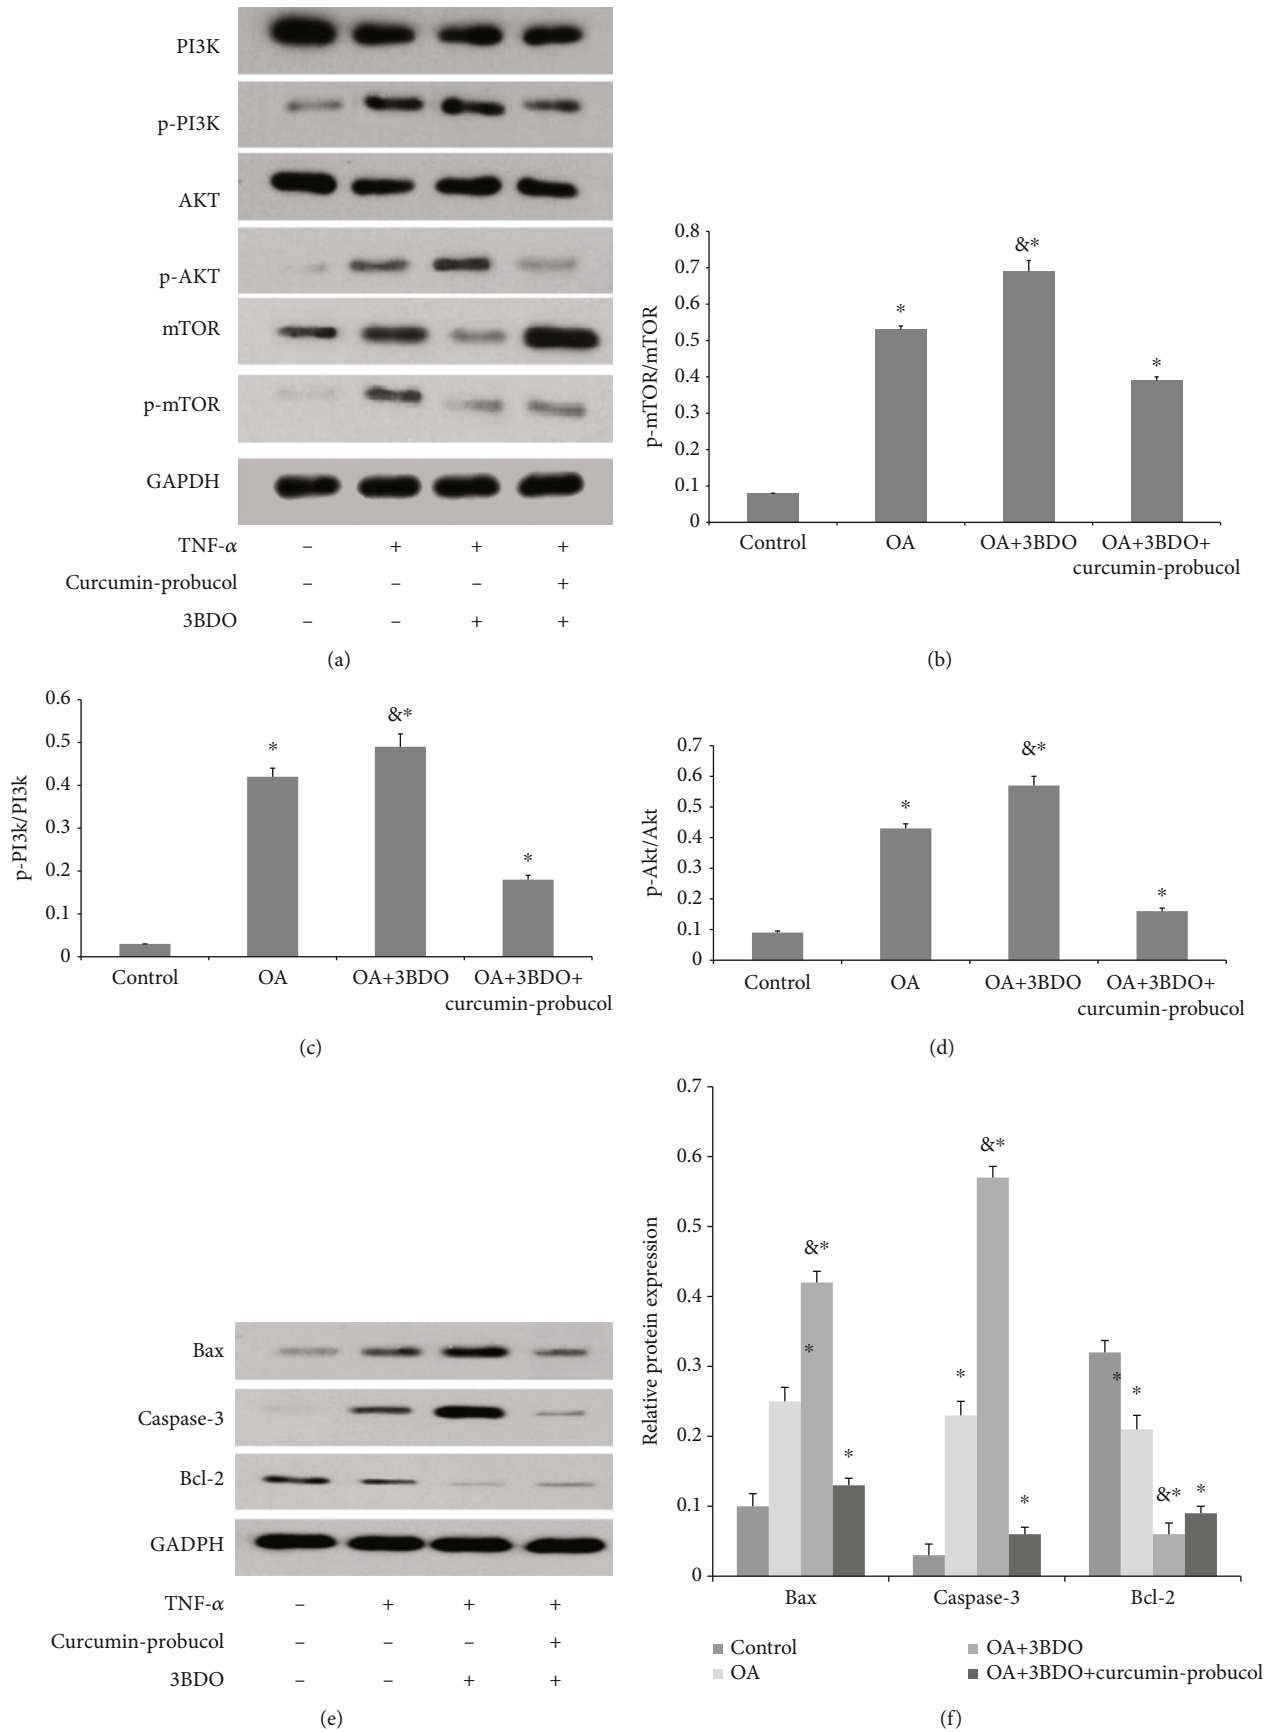 PI3K
p-PI3K
AKT
p-AKT
mTOR
p-mTOR
GAPDH
TNF-α – + + +
Curcumin-probucol – – – +
3BDO – – + +
(a)
p-mTOR/mTOR
0.8
0.7
0.6
0.5
0.4
0.3
0.2
0.1
0
*
&*
*
Control OA OA+3BDO OA+3BDO+
curcumin-probucol
(b)
p-PI3k/PI3k
0.6
0.5
0.4
0.3
0.2
0.1
0
*
&*
*
Control OA OA+3BDO OA+3BDO+
curcumin-probucol
(c)
p-Akt/Akt
0.7
0.6
0.5
0.4
0.3
0.2
0.1
0
*
&*
*
Control OA OA+3BDO OA+3BDO+
curcumin-probucol
(d)
Bax
Caspase-3
Bcl-2
GADPH
TNF-α – + + +
Curcumin-probucol – – – +
3BDO – – + +
(e)
Relative protein expression
0.7
0.6
0.5
0.4
0.3
0.2
0.1
0
&*
*
*
&*
*
*
*
*
&*
*
Bax Caspase-3 Bcl-2
Control OA+3BDO
OA OA+3BDO+curcumin-probucol
(f)